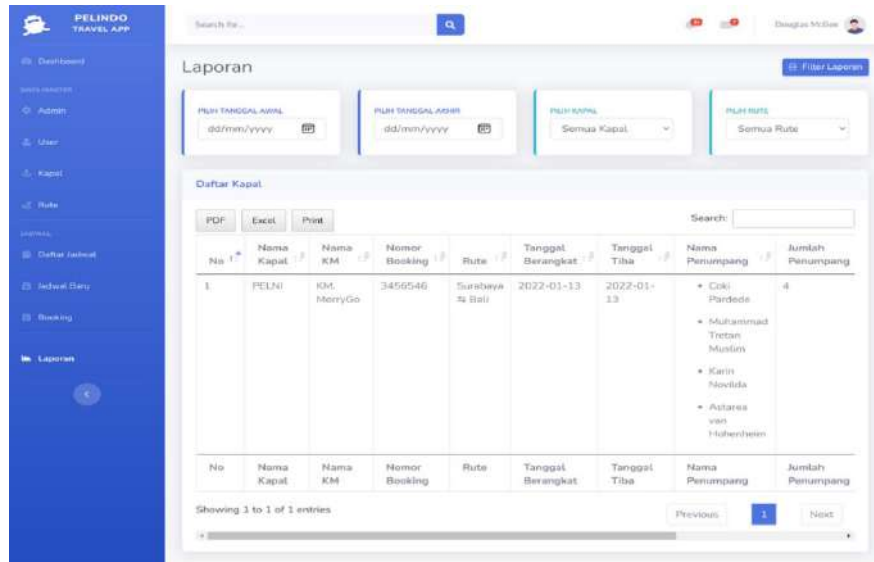 PELINDO
TRAVEL APP
Search for...
Douglas McGee
Dashboard
DATA MASTER
Admin
User
Kapal
Rute
JADWAL
Daftar Jadwal
Jadwal Baru
Booking
Laporan
Laporan
Filter Laporan
PILIH TANGGAL AWAL
dd/mm/yyyy
PILIH TANGGAL AKHIR
dd/mm/yyyy
PILIH KAPAL
Semua Kapal
PILIH RUTE
Semua Rute
Daftar Kapal
PDF Excel Print
Search:
No Nama Kapal Nama KM Nomor Booking Rute Tanggal Berangkat Tanggal Tiba Nama Penumpang Jumlah Penumpang
1 PELNI KM. MerryGo 3456546 Surabaya ⇆ Bali 2022-01-13 2022-01-13
• Coki Pardede
• Muhammad Tretan Muslim
• Karin Novilda
• Astarea van Hohenheim
4
No Nama Kapal Nama KM Nomor Booking Rute Tanggal Berangkat Tanggal Tiba Nama Penumpang Jumlah Penumpang
Showing 1 to 1 of 1 entries
Previous 1 Next